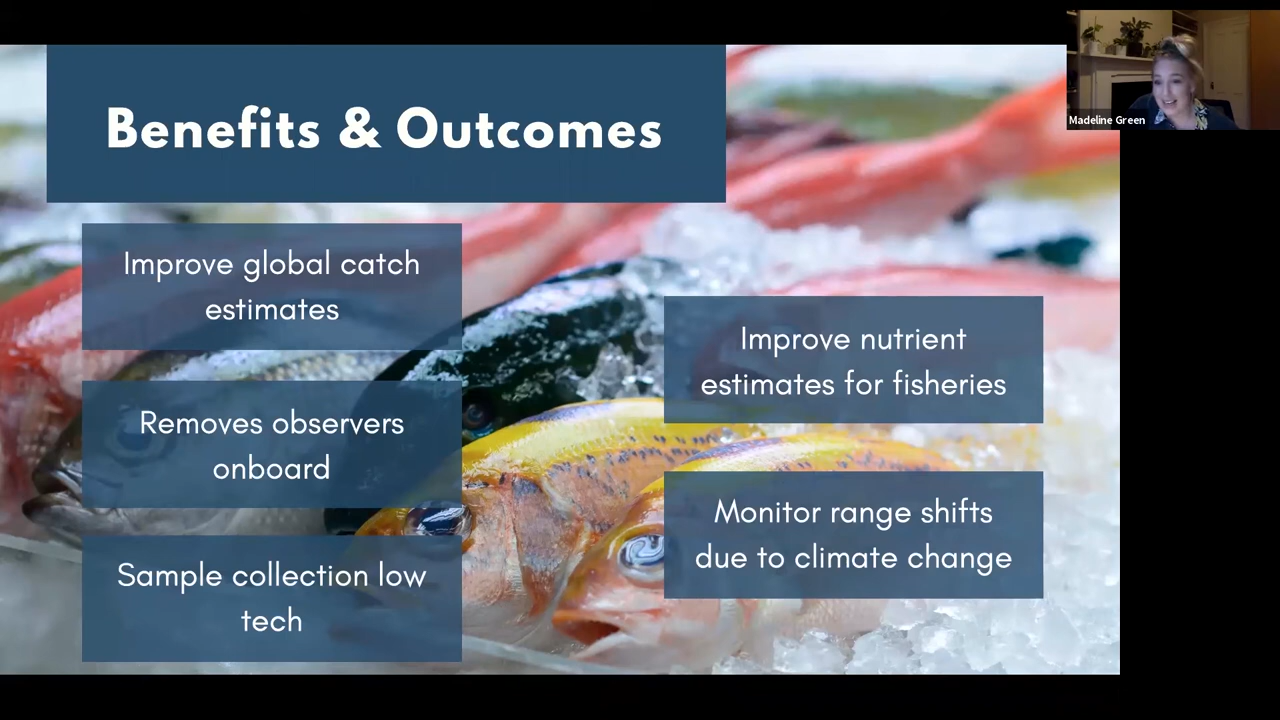 Benefits & Outcomes
Improve global catch
estimates
Removes observers
onboard
Sample collection low
tech
Improve nutrient
estimates for fisheries
Monitor range shifts
due to climate change
Madeline Green